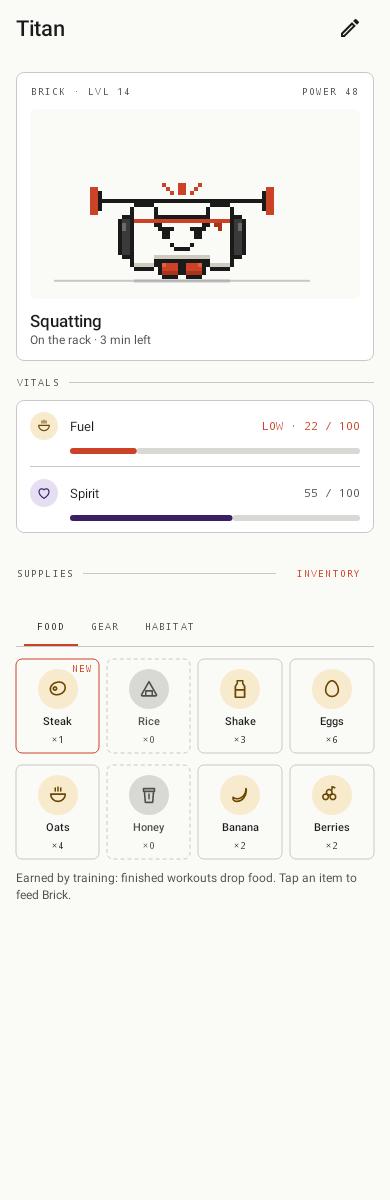 Titan
BRICK · LVL 14
POWER 48
Squatting
On the rack · 3 min left
VITALS
Fuel
LOW · 22 / 100
Spirit
55 / 100
SUPPLIES
INVENTORY
FOOD
GEAR
HABITAT
NEW
Steak
×1
Rice
×0
Shake
×3
Eggs
×6
Oats
×4
Honey
×0
Banana
×2
Berries
×2
Earned by training: finished workouts drop food. Tap an item to
feed Brick.